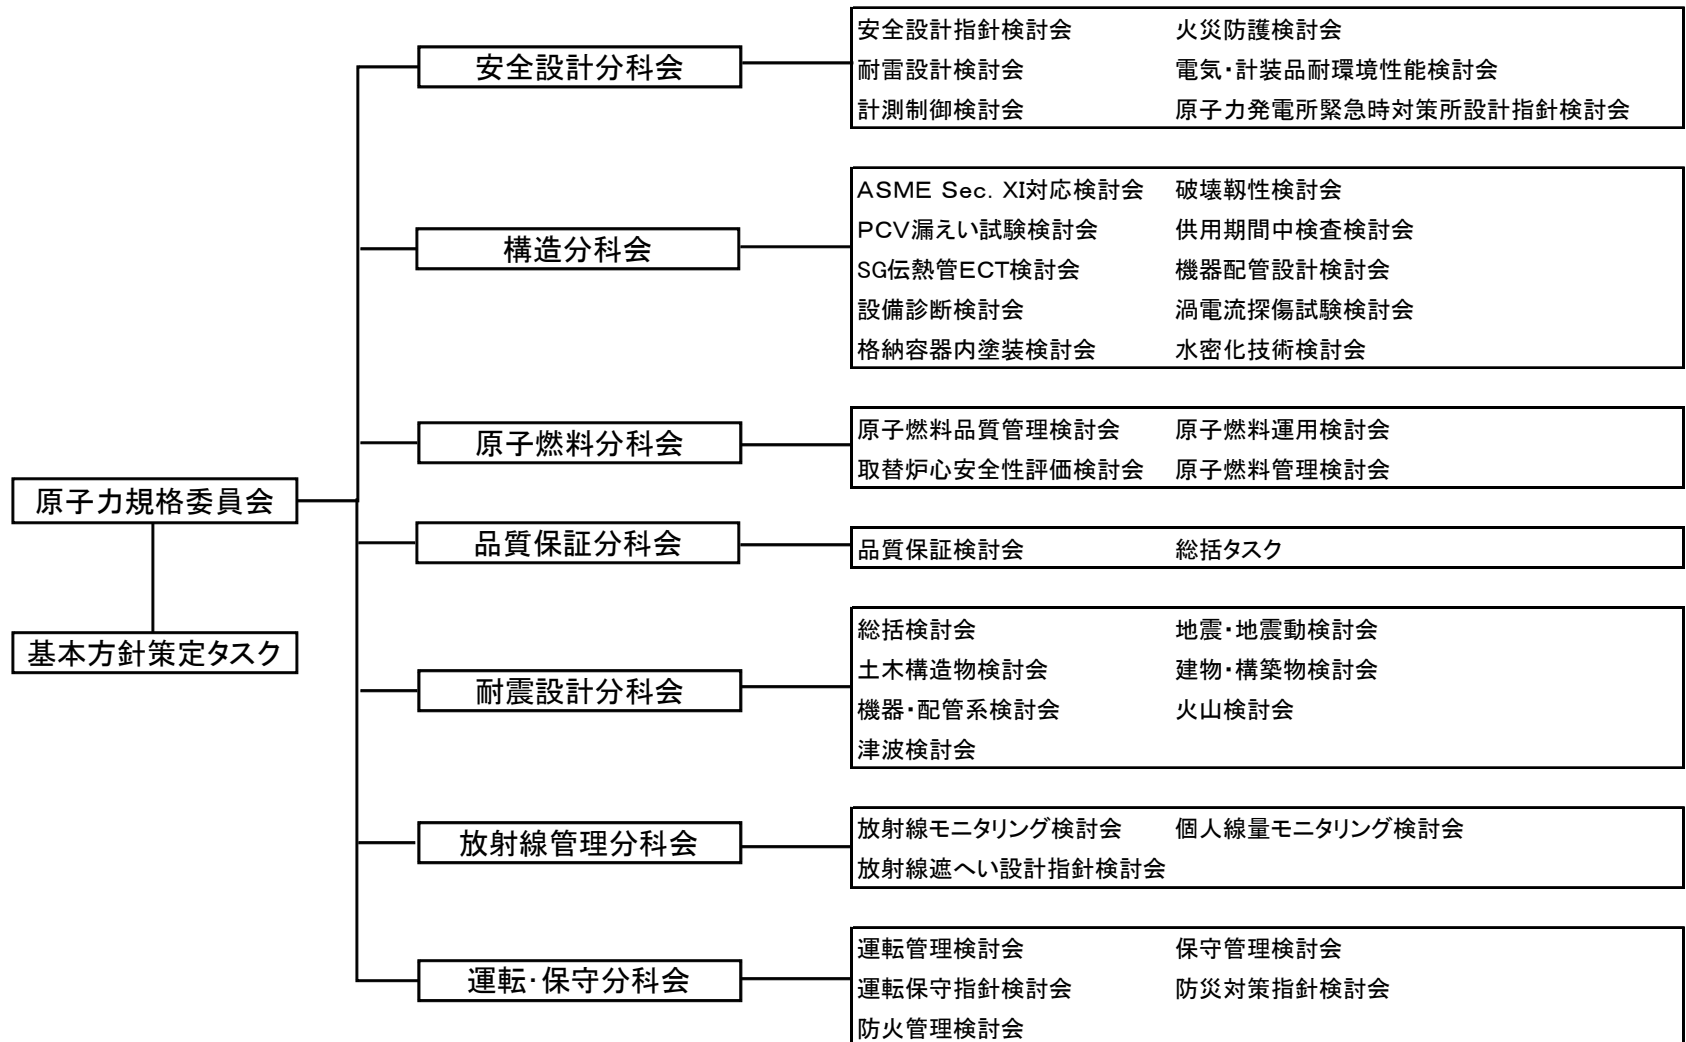 安全設計指針検討会 火災防護検討会
安全設計分科会
耐雷設計検討会 電気・計装品耐環境性能検討会
計測制御検討会 原子力発電所緊急時対策所設計指針検討会
ASME Sec. XI対応検討会 破壊靱性検討会
PCV漏えい試験検討会 供用期間中検査検討会
構造分科会
SG伝熱管ECT検討会 機器配管設計検討会
設備診断検討会 渦電流探傷試験検討会
格納容器内塗装検討会 水密化技術検討会
原子燃料品質管理検討会 原子燃料運用検討会
原子燃料分科会
取替炉心安全性評価検討会 原子燃料管理検討会
原子力規格委員会
品質保証分科会
品質保証検討会 総括タスク
総括検討会 地震・地震動検討会
基本方針策定タスク
土木構造物検討会 建物・構築物検討会
耐震設計分科会
機器・配管系検討会 火山検討会
津波検討会
放射線モニタリング検討会 個人線量モニタリング検討会
放射線管理分科会
放射線遮へい設計指針検討会
運転管理検討会 保守管理検討会
運転・保守分科会
運転保守指針検討会 防災対策指針検討会
防火管理検討会